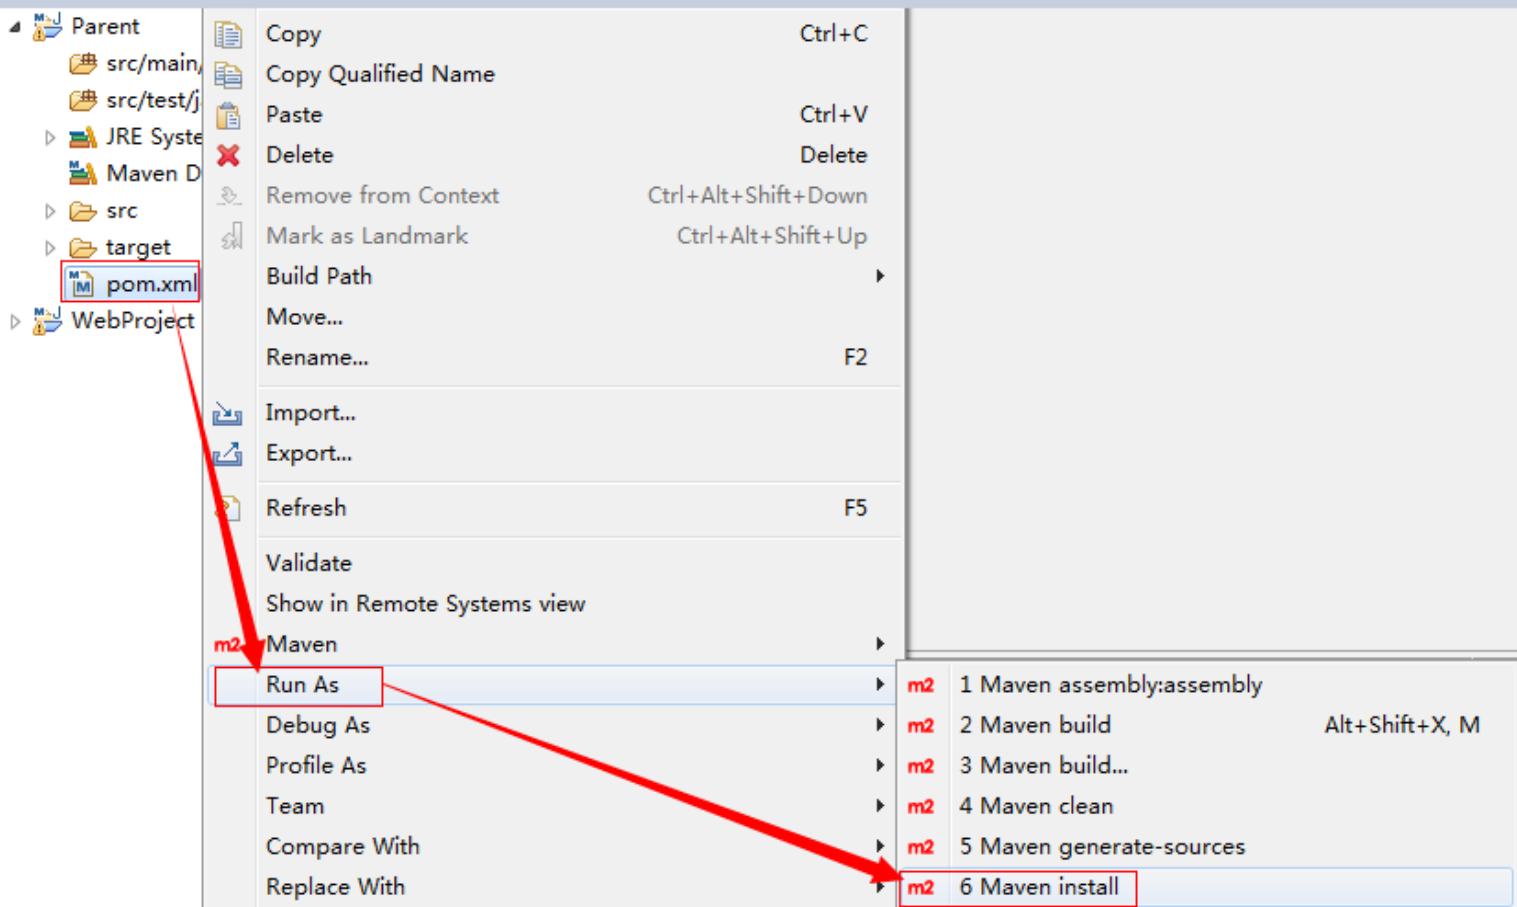 Parent
src/main/
src/test/j
JRE Syste
Maven D
src
target
pom.xml
WebProject
Copy Ctrl+C
Copy Qualified Name
Paste Ctrl+V
Delete Delete
Remove from Context Ctrl+Alt+Shift+Down
Mark as Landmark Ctrl+Alt+Shift+Up
Build Path
Move...
Rename... F2
Import...
Export...
Refresh F5
Validate
Show in Remote Systems view
m2 Maven
Run As
Debug As
Profile As
Team
Compare With
Replace With
m2 1 Maven assembly:assembly
m2 2 Maven build Alt+Shift+X, M
m2 3 Maven build...
m2 4 Maven clean
m2 5 Maven generate-sources
m2 6 Maven install